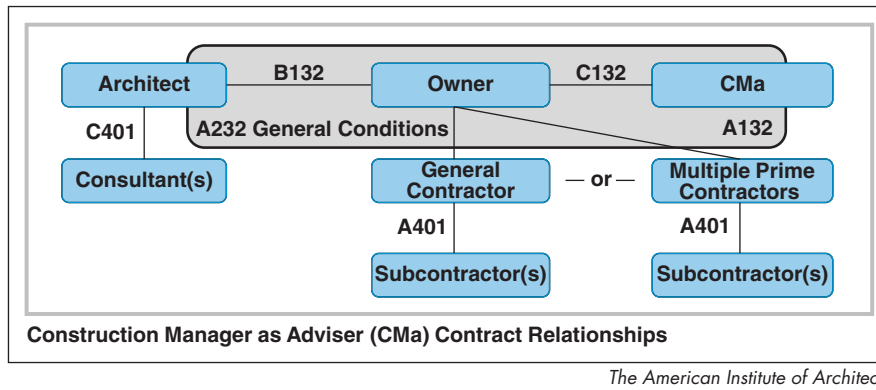 B132
C132
Architect
Owner
CMa
C401
A232 General Conditions
A132
Consultant(s)
General
Contractor
— or —
Multiple Prime
Contractors
A401
A401
Subcontractor(s)
Subcontractor(s)
Construction Manager as Adviser (CMa) Contract Relationships
The American Institute of